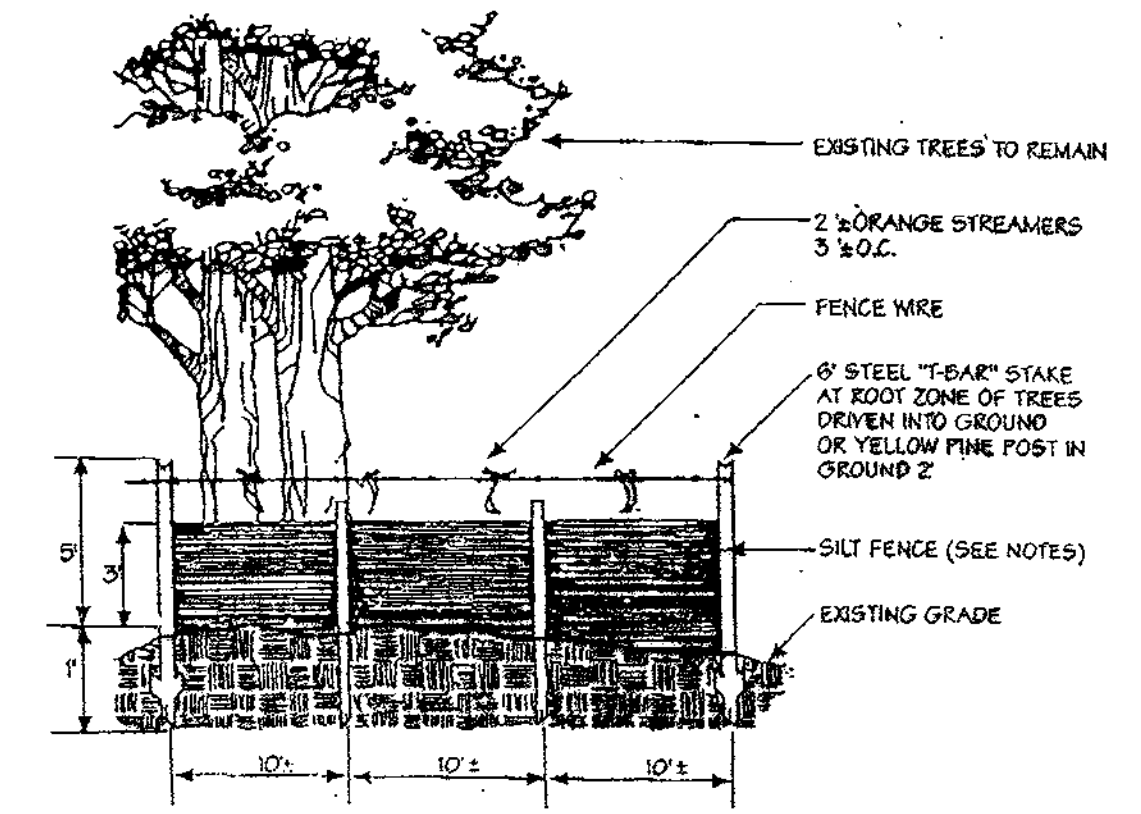 EXISTING TREES TO REMAIN
2'± ORANGE STREAMERS
3'± O.C.
FENCE WIRE
6' STEEL "T-BAR" STAKE
AT ROOT ZONE OF TREES
DRIVEN INTO GROUND
OR YELLOW PINE POST IN
GROUND 2'
SILT FENCE (SEE NOTES)
EXISTING GRADE
5'
3'
1'
10'±
10'±
10'±